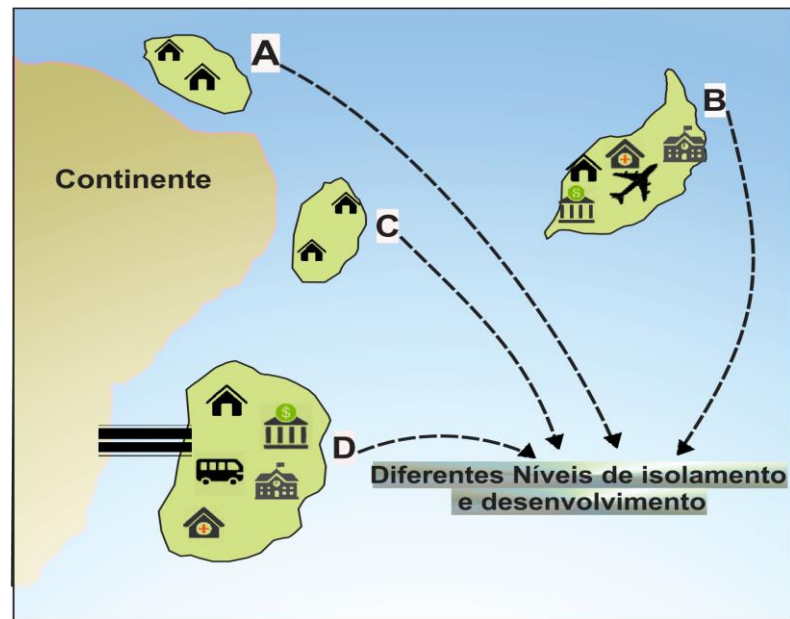 A
B
Continente
C
D
Diferentes Níveis de isolamento
e desenvolvimento
$
$